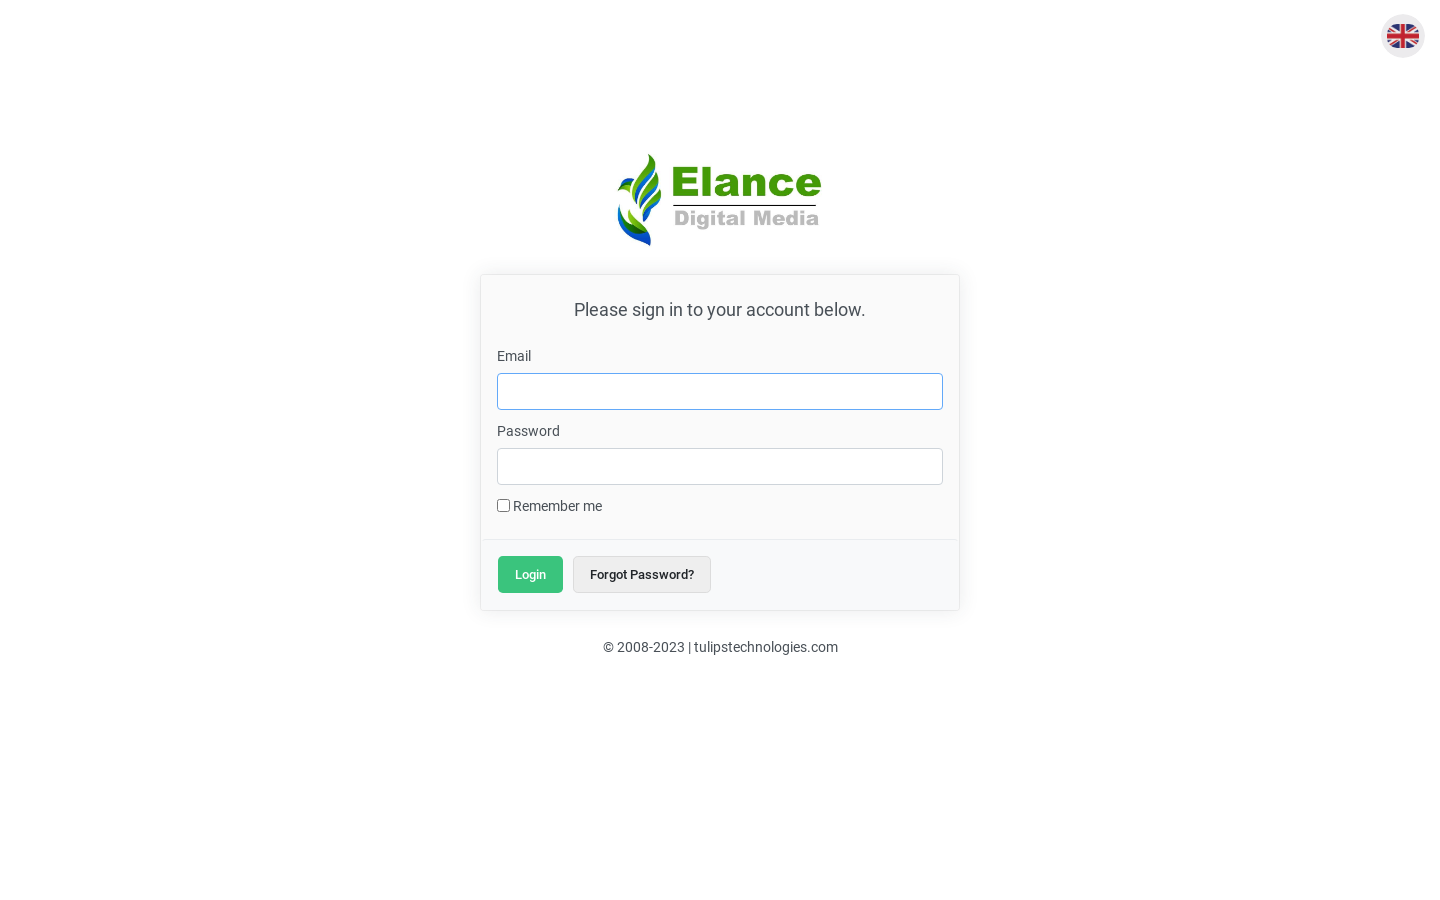 Elance
Digital Media
Please sign in to your account below.
Email
Password
Remember me
Login
Forgot Password?
© 2008-2023 | tulipstechnologies.com